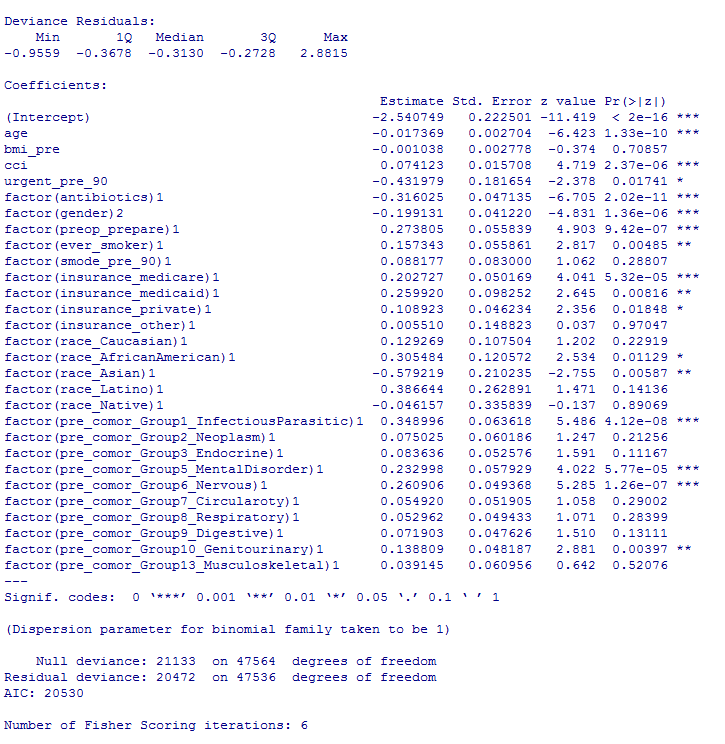 Deviance Residuals:
    Min       1Q   Median       3Q      Max
-0.9559  -0.3678  -0.3130  -0.2728   2.8815
Coefficients:
                                               Estimate Std. Error z value Pr(>|z|)
(Intercept)                                   -2.540749   0.222501 -11.419  < 2e-16 ***
age                                           -0.017369   0.002704  -6.423 1.33e-10 ***
bmi_pre                                       -0.001038   0.002778  -0.374  0.70857
cci                                            0.074123   0.015708   4.719 2.37e-06 ***
urgent_pre_90                                 -0.431979   0.181654  -2.378  0.01741 *
factor(antibiotics)1                          -0.316025   0.047135  -6.705 2.02e-11 ***
factor(gender)2                               -0.199131   0.041220  -4.831 1.36e-06 ***
factor(preop_prepare)1                         0.273805   0.055839   4.903 9.42e-07 ***
factor(ever_smoker)1                           0.157343   0.055861   2.817  0.00485 **
factor(smode_pre_90)1                          0.088177   0.083000   1.062  0.28807
factor(insurance_medicare)1                    0.202727   0.050169   4.041 5.32e-05 ***
factor(insurance_medicaid)1                    0.259920   0.098252   2.645  0.00816 **
factor(insurance_private)1                     0.108923   0.046234   2.356  0.01848 *
factor(insurance_other)1                       0.005510   0.148823   0.037  0.97047
factor(race_Caucasian)1                        0.129269   0.107504   1.202  0.22919
factor(race_AfricanAmerican)1                  0.305484   0.120572   2.534  0.01129 *
factor(race_Asian)1                           -0.579219   0.210235  -2.755  0.00587 **
factor(race_Latino)1                           0.386644   0.262891   1.471  0.14136
factor(race_Native)1                          -0.046157   0.335839  -0.137  0.89069
factor(pre_comor_Group1_InfectiousParasitic)1  0.348996   0.063618   5.486 4.12e-08 ***
factor(pre_comor_Group2_Neoplasm)1             0.075025   0.060186   1.247  0.21256
factor(pre_comor_Group3_Endocrine)1            0.083636   0.052576   1.591  0.11167
factor(pre_comor_Group5_MentalDisorder)1       0.232998   0.057929   4.022 5.77e-05 ***
factor(pre_comor_Group6_Nervous)1              0.260906   0.049368   5.285 1.26e-07 ***
factor(pre_comor_Group7_Circularoty)1          0.054920   0.051905   1.058  0.29002
factor(pre_comor_Group8_Respiratory)1          0.052962   0.049433   1.071  0.28399
factor(pre_comor_Group9_Digestive)1            0.071903   0.047626   1.510  0.13111
factor(pre_comor_Group10_Genitourinary)1       0.138809   0.048187   2.881  0.00397 **
factor(pre_comor_Group13_Musculoskeletal)1     0.039145   0.060956   0.642  0.52076
---
Signif. codes:  0 ‘***’ 0.001 ‘**’ 0.01 ‘*’ 0.05 ‘.’ 0.1 ‘ ’ 1
(Dispersion parameter for binomial family taken to be 1)
    Null deviance: 21133  on 47564  degrees of freedom
Residual deviance: 20472  on 47536  degrees of freedom
AIC: 20530
Number of Fisher Scoring iterations: 6